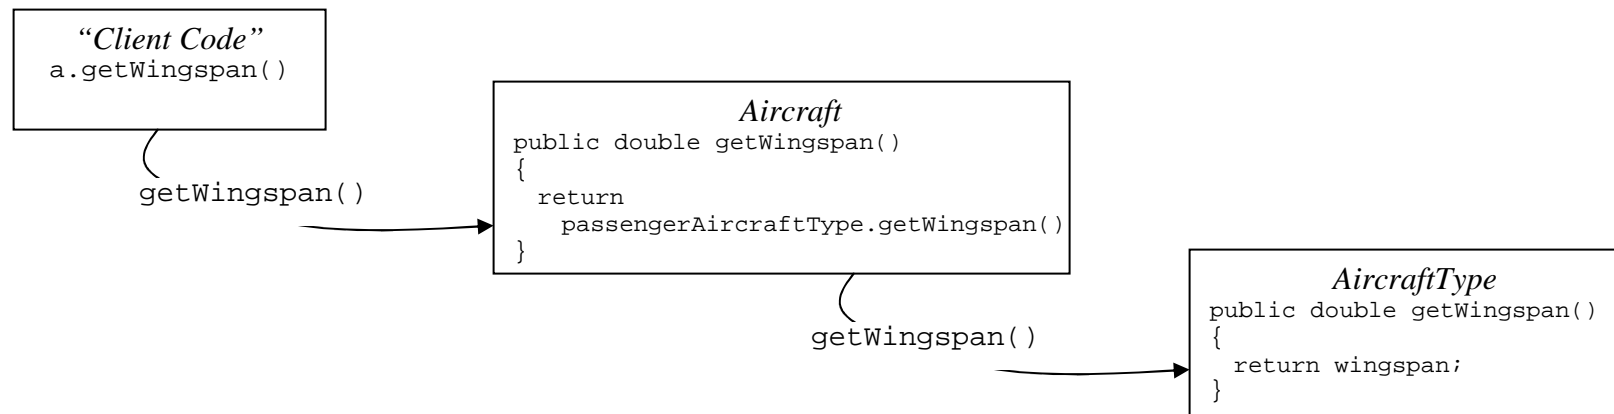 “Client Code”
a.getWingspan()
getWingspan()
Aircraft
public double getWingspan()
{
return
passengerAircraftType.getWingspan()
}
getWingspan()
AircraftType
public double getWingspan()
{
return wingspan;
}